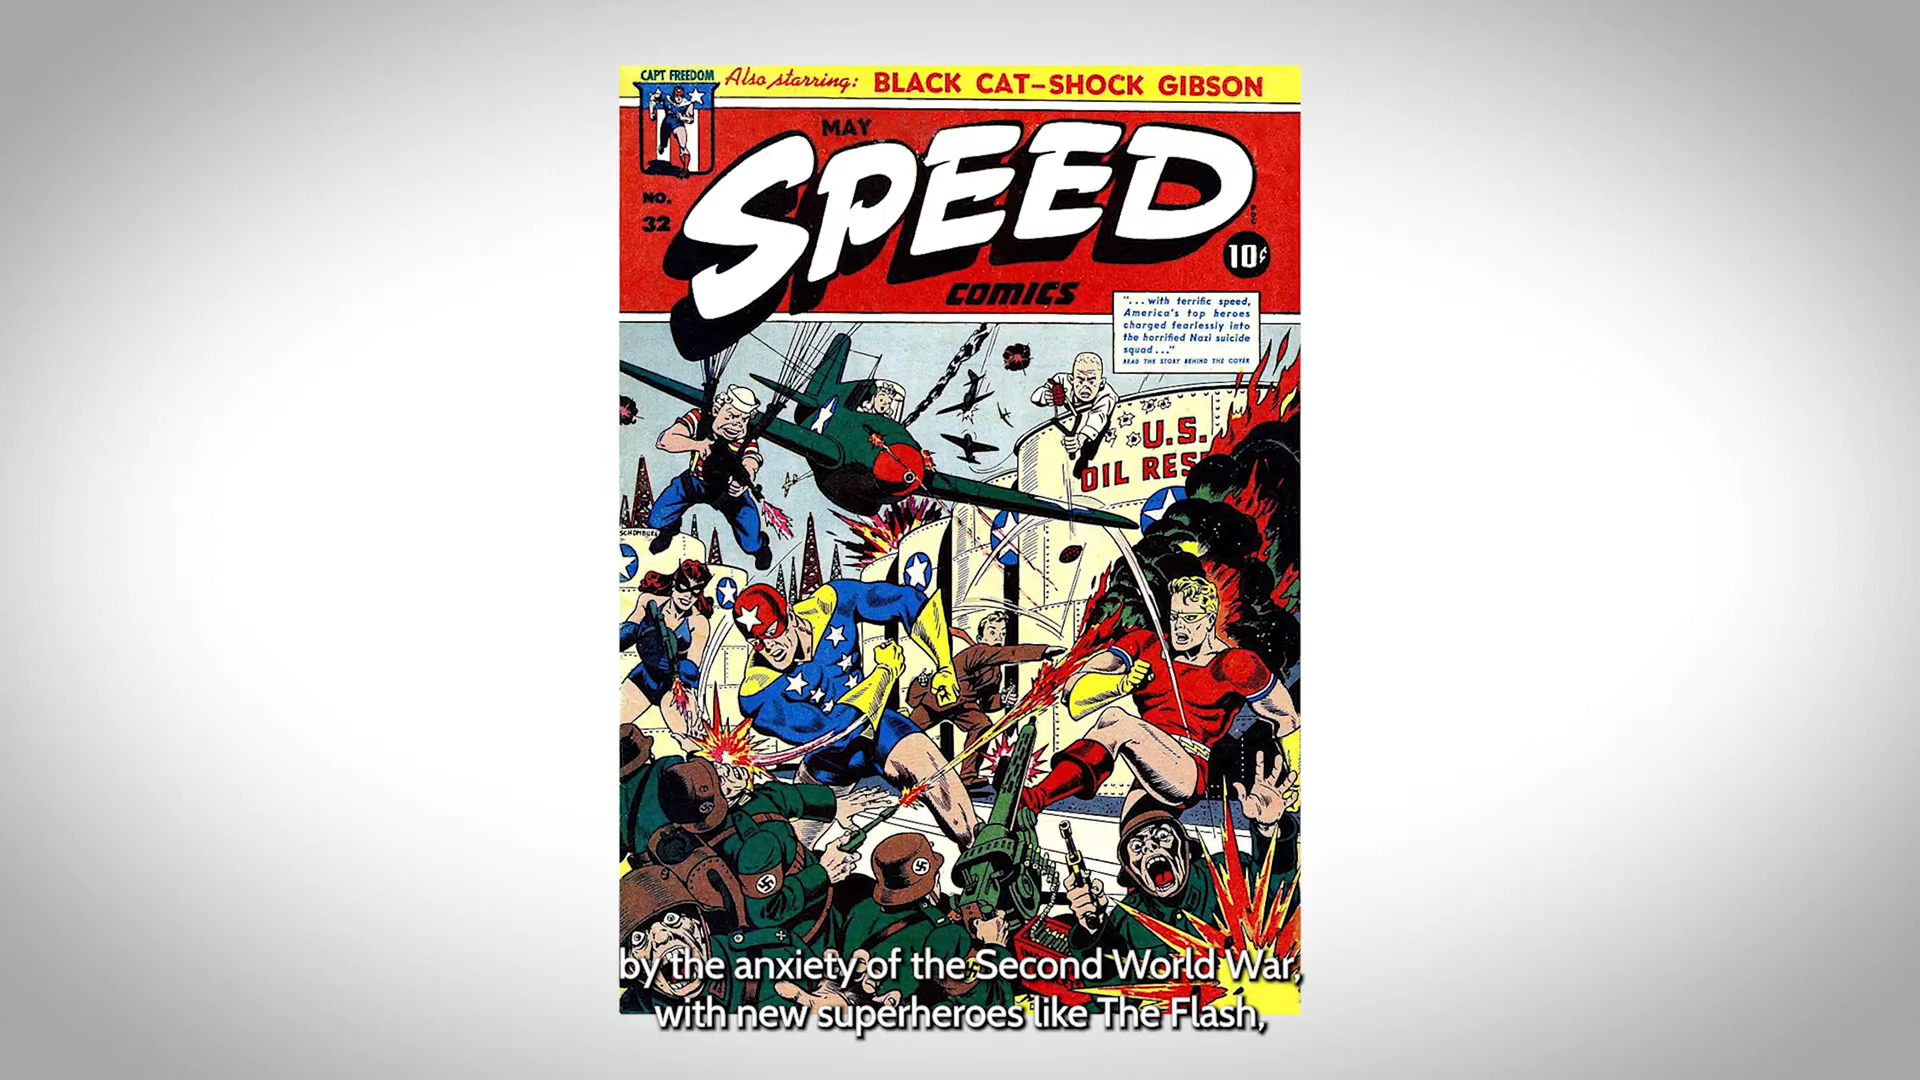 CAPT FREEDOM
Also starring: BLACK CAT–SHOCK GIBSON
MAY
SPEED
NO.
32
10¢
COMICS
"...with terrific speed,
America's top heroes
charged fearlessly into
the horrified Nazi suicide
squad..."
READ THE STORY BEHIND THE COVER
U.S.
OIL RES
SCHOMBURG
by the anxiety of the Second World War,
with new superheroes like The Flash,